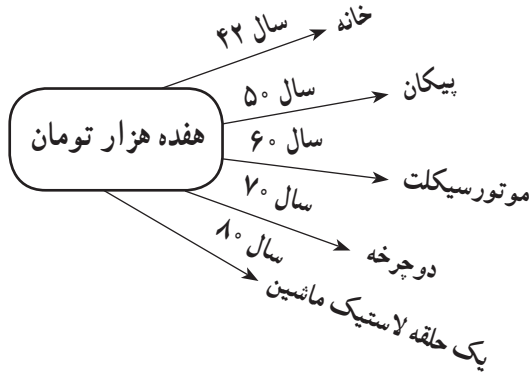 هفده هزار تومان
سال ۴۲
خانه
سال ۵۰
پیکان
سال ۶۰
موتورسیکلت
سال ۷۰
دوچرخه
سال ۸۰
یک حلقه لاستیک ماشین